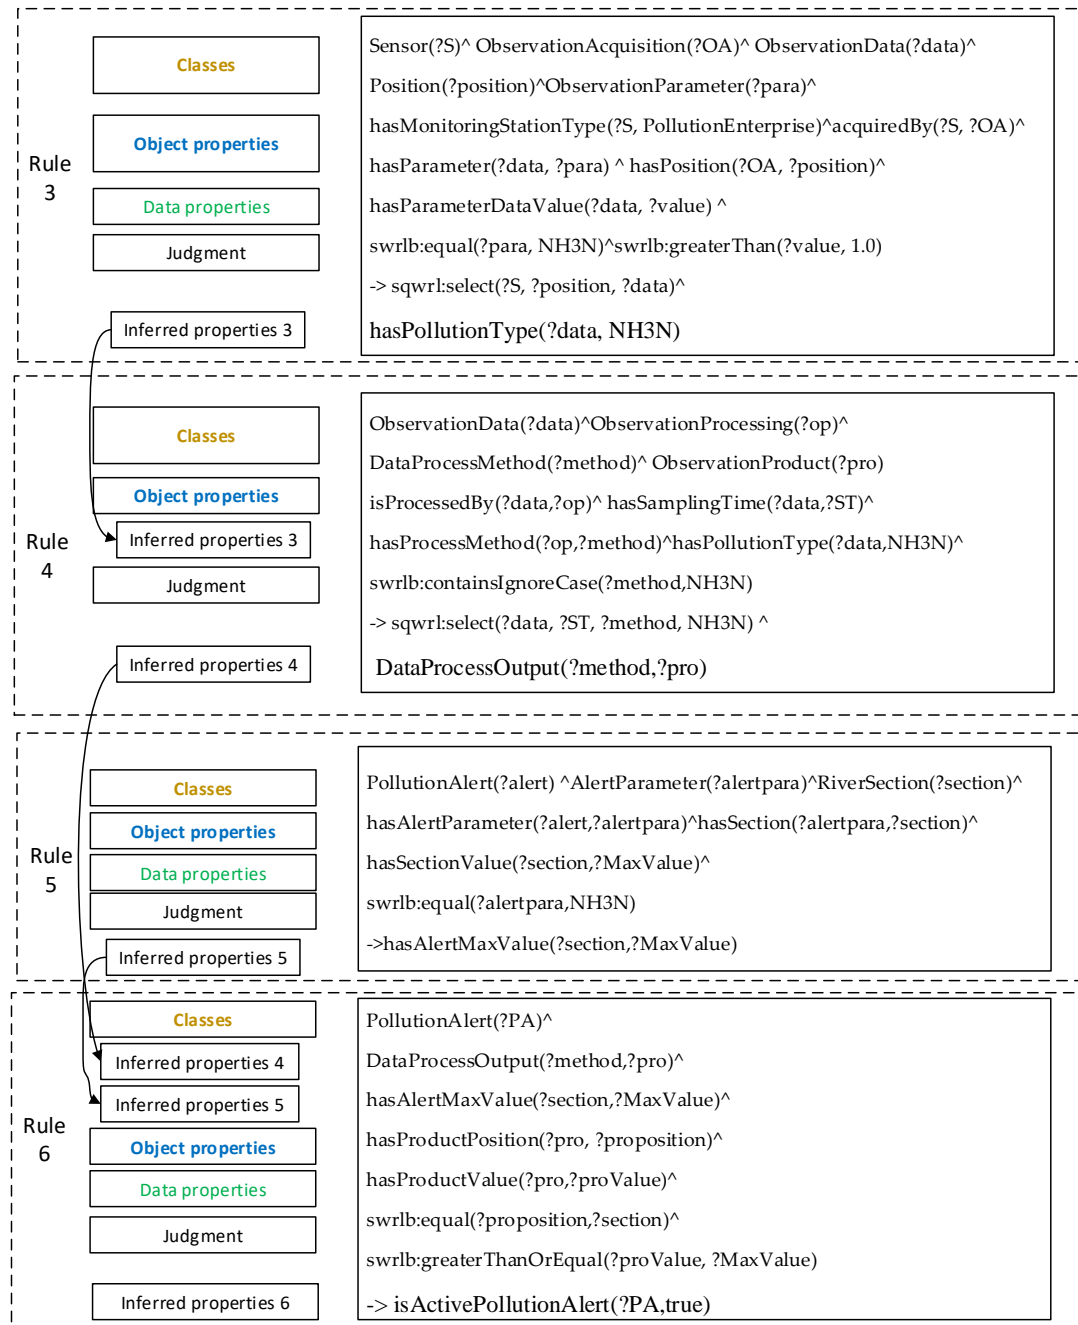 Rule
3
Classes
Object properties
Data properties
Judgment
Inferred properties 3
Sensor(?S)^ ObservationAcquisition(?OA)^ ObservationData(?data)^
Position(?position)^ObservationParameter(?para)^
hasMonitoringStationType(?S, PollutionEnterprise)^acquiredBy(?S, ?OA)^
hasParameter(?data, ?para) ^ hasPosition(?OA, ?position)^
hasParameterDataValue(?data, ?value) ^
swrlb:equal(?para, NH3N)^swrlb:greaterThan(?value, 1.0)
-> sqwrl:select(?S, ?position, ?data)^
hasPollutionType(?data, NH3N)
Rule
4
Classes
Object properties
Inferred properties 3
Judgment
Inferred properties 4
ObservationData(?data)^ObservationProcessing(?op)^
DataProcessMethod(?method)^ ObservationProduct(?pro)
isProcessedBy(?data,?op)^ hasSamplingTime(?data,?ST)^
hasProcessMethod(?op,?method)^hasPollutionType(?data,NH3N)^
swrlb:containsIgnoreCase(?method,NH3N)
-> sqwrl:select(?data, ?ST, ?method, NH3N) ^
DataProcessOutput(?method,?pro)
Rule
5
Classes
Object properties
Data properties
Judgment
Inferred properties 5
PollutionAlert(?alert) ^AlertParameter(?alertpara)^RiverSection(?section)^
hasAlertParameter(?alert,?alertpara)^hasSection(?alertpara,?section)^
hasSectionValue(?section,?MaxValue)^
swrlb:equal(?alertpara,NH3N)
->hasAlertMaxValue(?section,?MaxValue)
Rule
6
Classes
Inferred properties 4
Inferred properties 5
Object properties
Data properties
Judgment
Inferred properties 6
PollutionAlert(?PA)^
DataProcessOutput(?method,?pro)^
hasAlertMaxValue(?section,?MaxValue)^
hasProductPosition(?pro, ?proposition)^
hasProductValue(?pro,?proValue)^
swrlb:equal(?proposition,?section)^
swrlb:greaterThanOrEqual(?proValue, ?MaxValue)
-> isActivePollutionAlert(?PA,true)